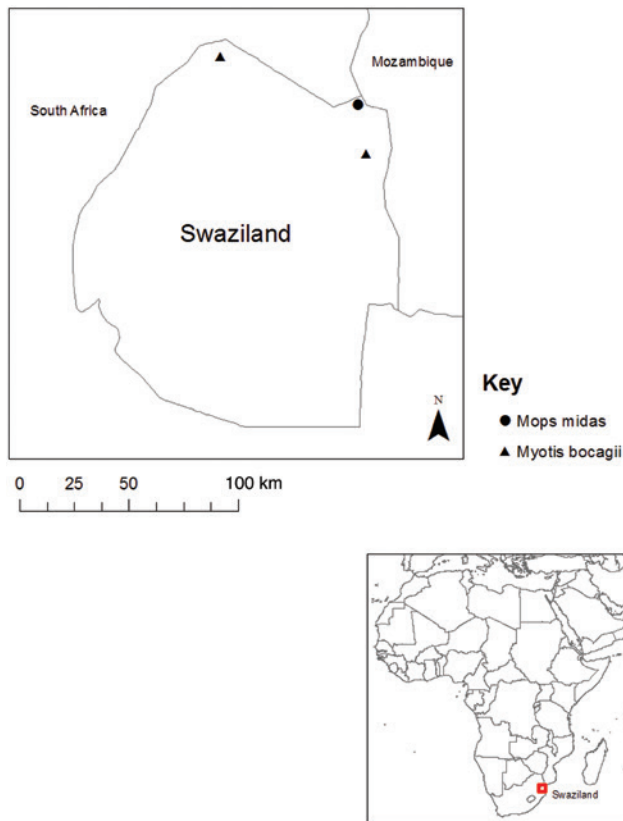 Mozambique
South Africa
Swaziland
Key
N
Mops midas
Myotis bocagii
0 25 50 100 km
Swaziland